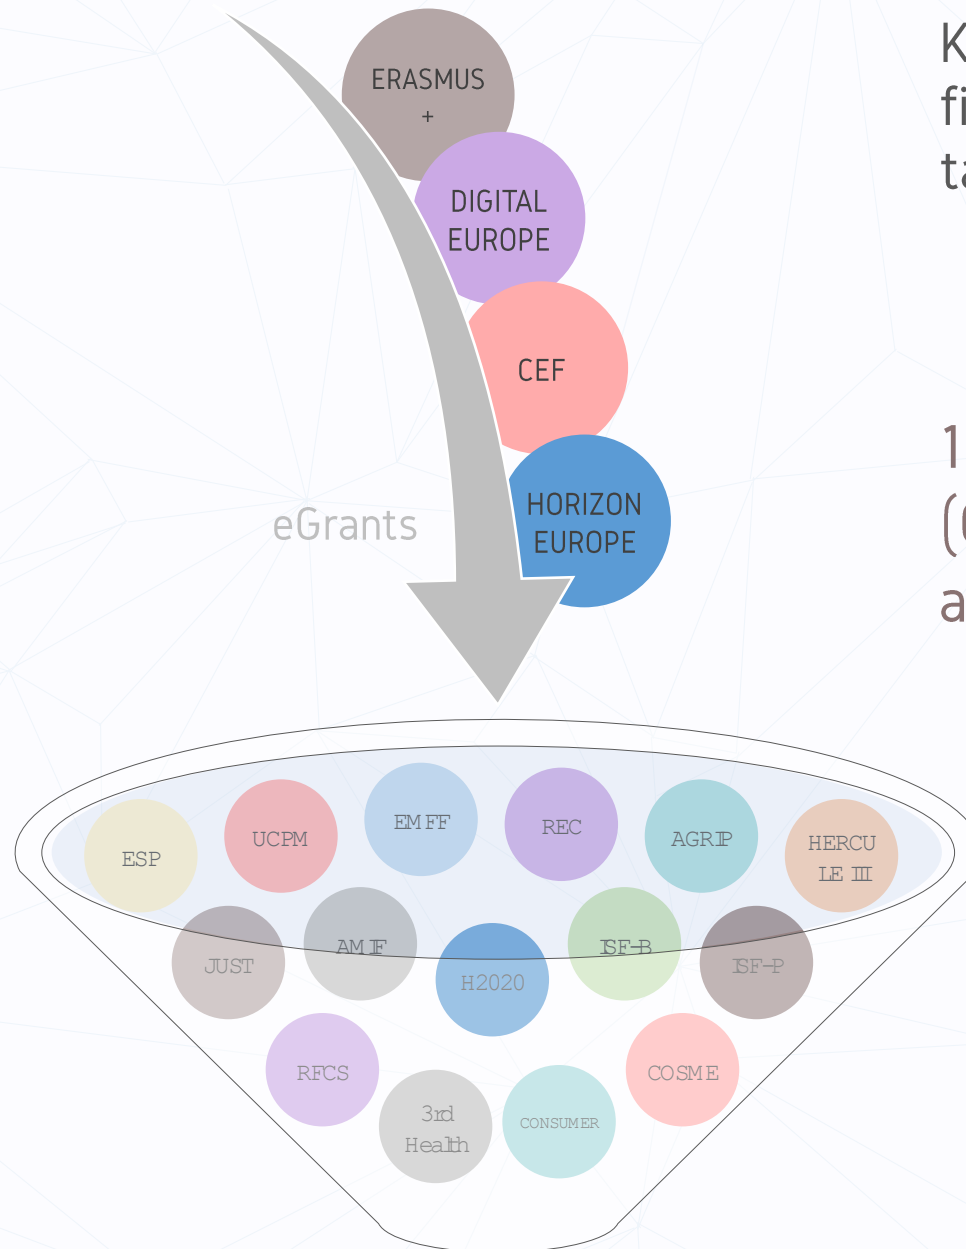 ERASMUS
+
DIGITAL
EUROPE
CEF
HORIZON
EUROPE
eGrants
ESP
UCPM
EMFF
REC
AGRIP
HERCU
LE III
JUST
AMIF
H2020
ISF-B
ISF-P
RFCS
3rd
Health
CONSUMER
COSME